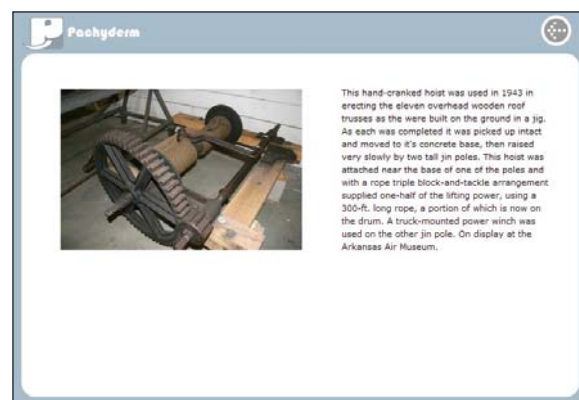 Pachyderm
This hand-cranked hoist was used in 1943 in
erecting the eleven overhead wooden roof
trusses as the were built on the ground in a jig.
As each was completed it was picked up intact
and moved to it's concrete base, then raised
very slowly by two tall jin poles. This hoist was
attached near the base of one of the poles and
with a rope triple block-and-tackle arrangement
supplied one-half of the lifting power, using a
300-ft. long rope, a portion of which is now on
the drum. A truck-mounted power winch was
used on the other jin pole. On display at the
Arkansas Air Museum.